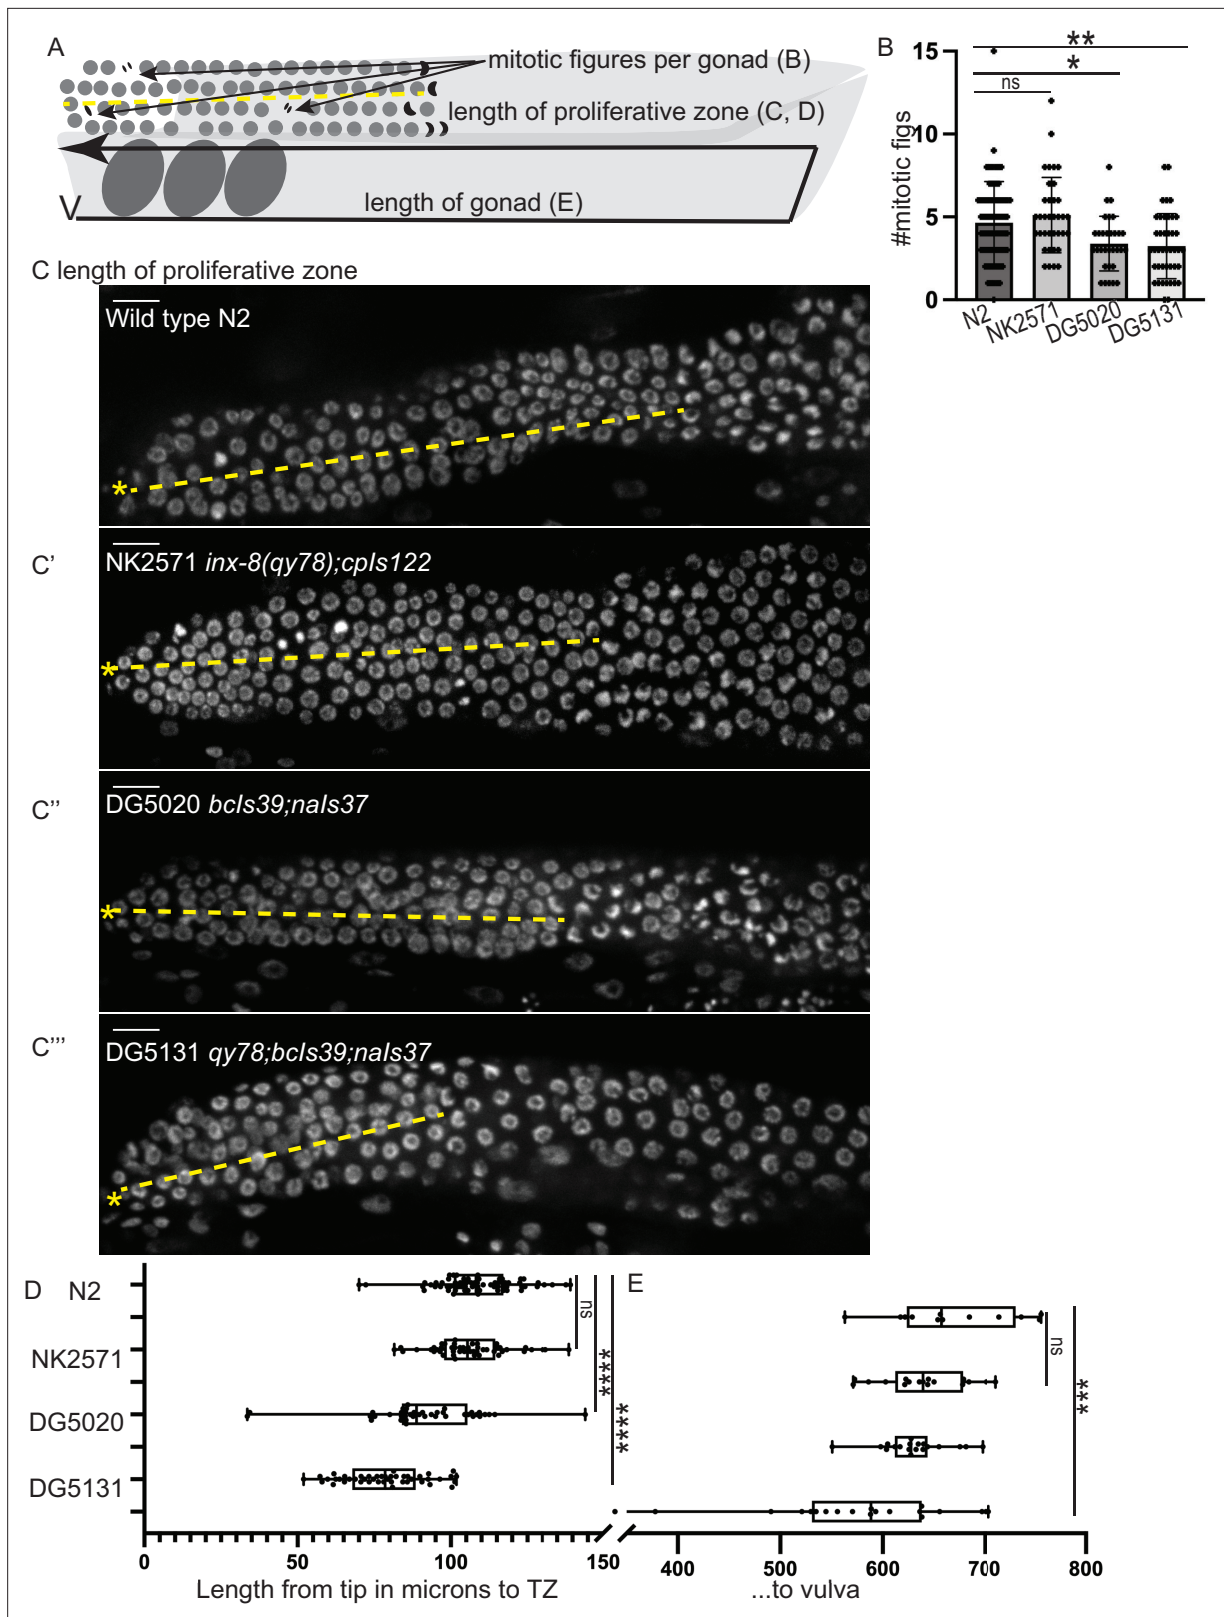 A
mitotic figures per gonad (B)
length of proliferative zone (C, D)
length of gonad (E)
V
B
**
*
ns
#mitotic figs
15
10
5
0
N2
NK2571
DG5020
DG5131
C length of proliferative zone
Wild type N2
*
C'
NK2571 inx-8(qy78);cpIs122
*
C''
DG5020 bcIs39;naIs37
*
C'''
DG5131 qy78;bcIs39;naIs37
*
D
N2
NK2571
DG5020
DG5131
ns
****
****
0
50
100
150
Length from tip in microns to TZ
E
ns
***
400
500
600
700
800
...to vulva